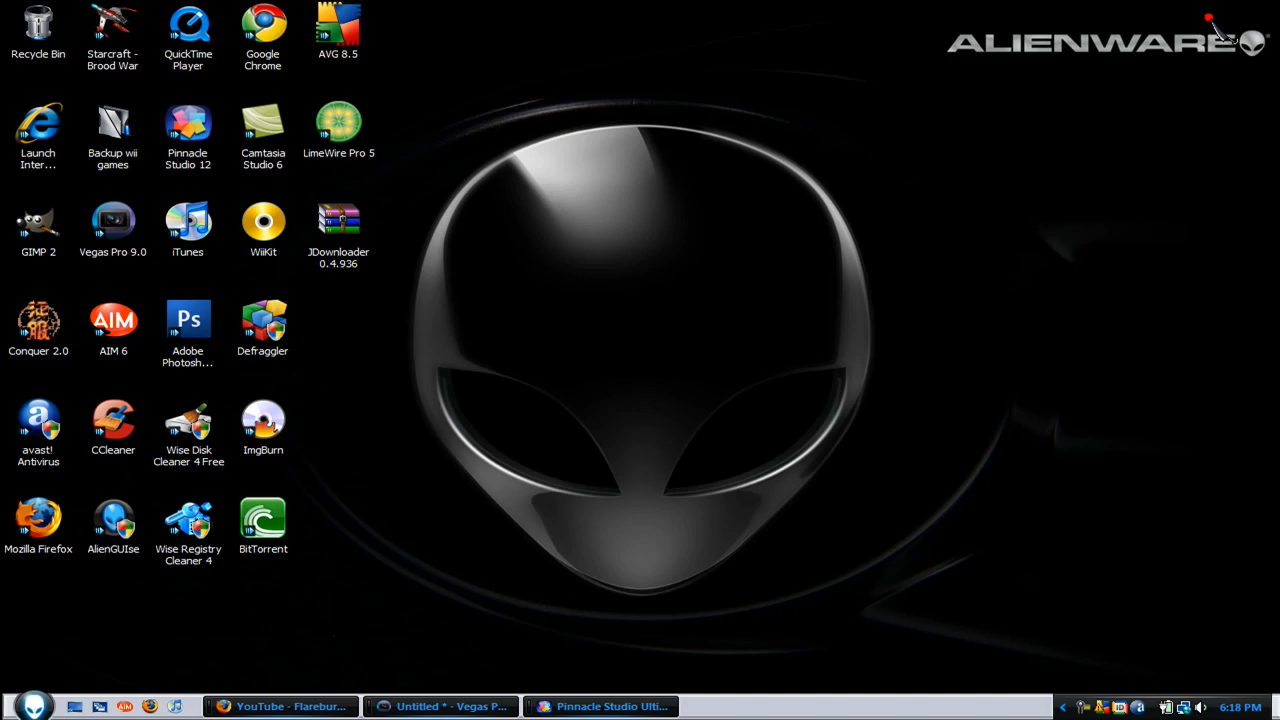 Recycle Bin
Starcraft -
Brood War
QuickTime
Player
Google
Chrome
AVG 8.5
ALIENWARE
Launch
Inter...
Backup wii
games
Pinnacle
Studio 12
Camtasia
Studio 6
LimeWire Pro 5
GIMP 2
Vegas Pro 9.0
iTunes
WiiKit
JDownloader
0.4.936
Conquer 2.0
AIM
AIM 6
Ps
Adobe
Photosh...
Defraggler
a
avast!
Antivirus
CCleaner
Wise Disk
Cleaner 4 Free
ImgBurn
Mozilla Firefox
AlienGUIse
Wise Registry
Cleaner 4
BitTorrent
AIM
YouTube - Flarebur...
Untitled * - Vegas P...
Pinnacle Studio Ulti...
a
6:18 PM